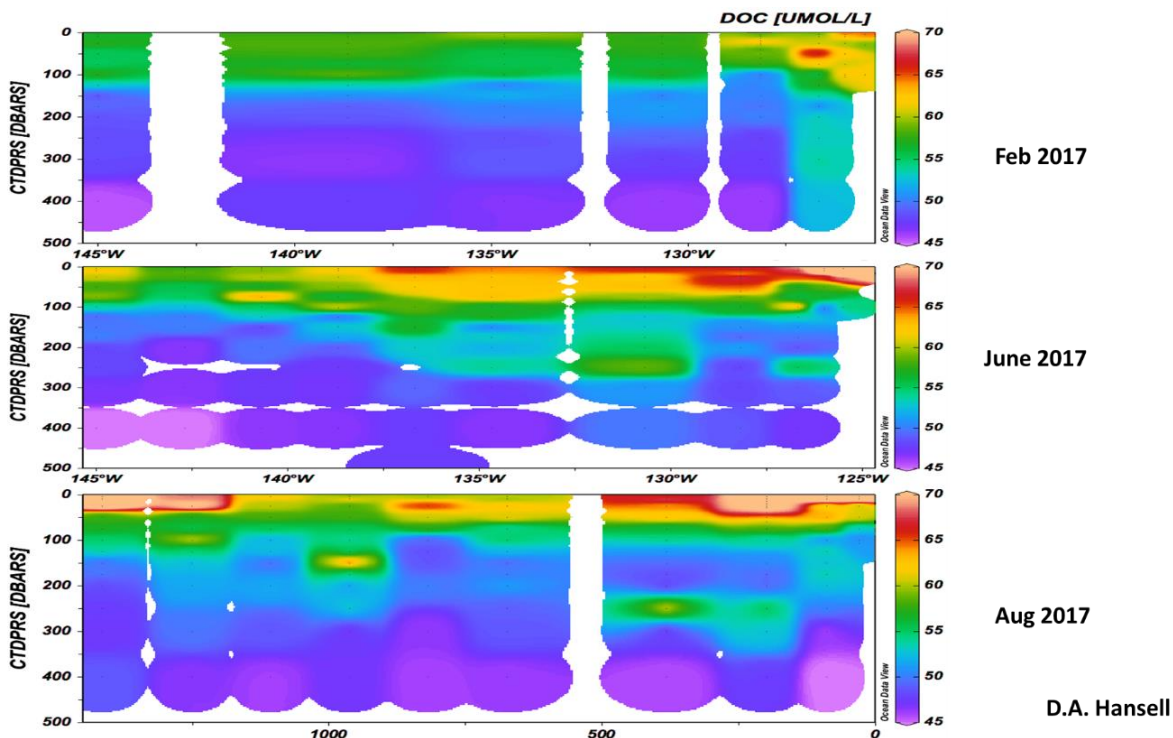 DOC [UMOL/L]
CTDPRS [DBARS]
0
100
200
300
400
500
145°W
140°W
135°W
130°W
70
65
60
55
50
45
Ocean Data View
Feb 2017
CTDPRS [DBARS]
0
100
200
300
400
500
145°W
140°W
135°W
130°W
125°W
70
65
60
55
50
45
Ocean Data View
June 2017
CTDPRS [DBARS]
0
100
200
300
400
500
1000
500
0
70
65
60
55
50
45
Ocean Data View
Aug 2017
D.A. Hansell